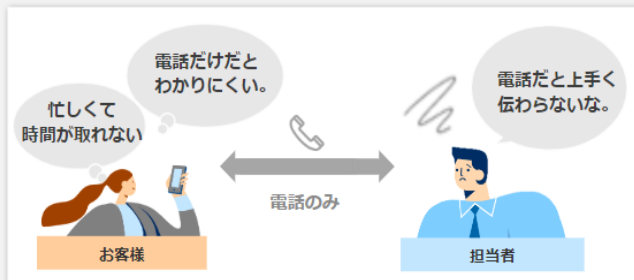 電話だけだと
わかりにくい。
忙しくて
時間が取れない
電話だと上手く
伝わらないな。
電話のみ
お客様
担当者